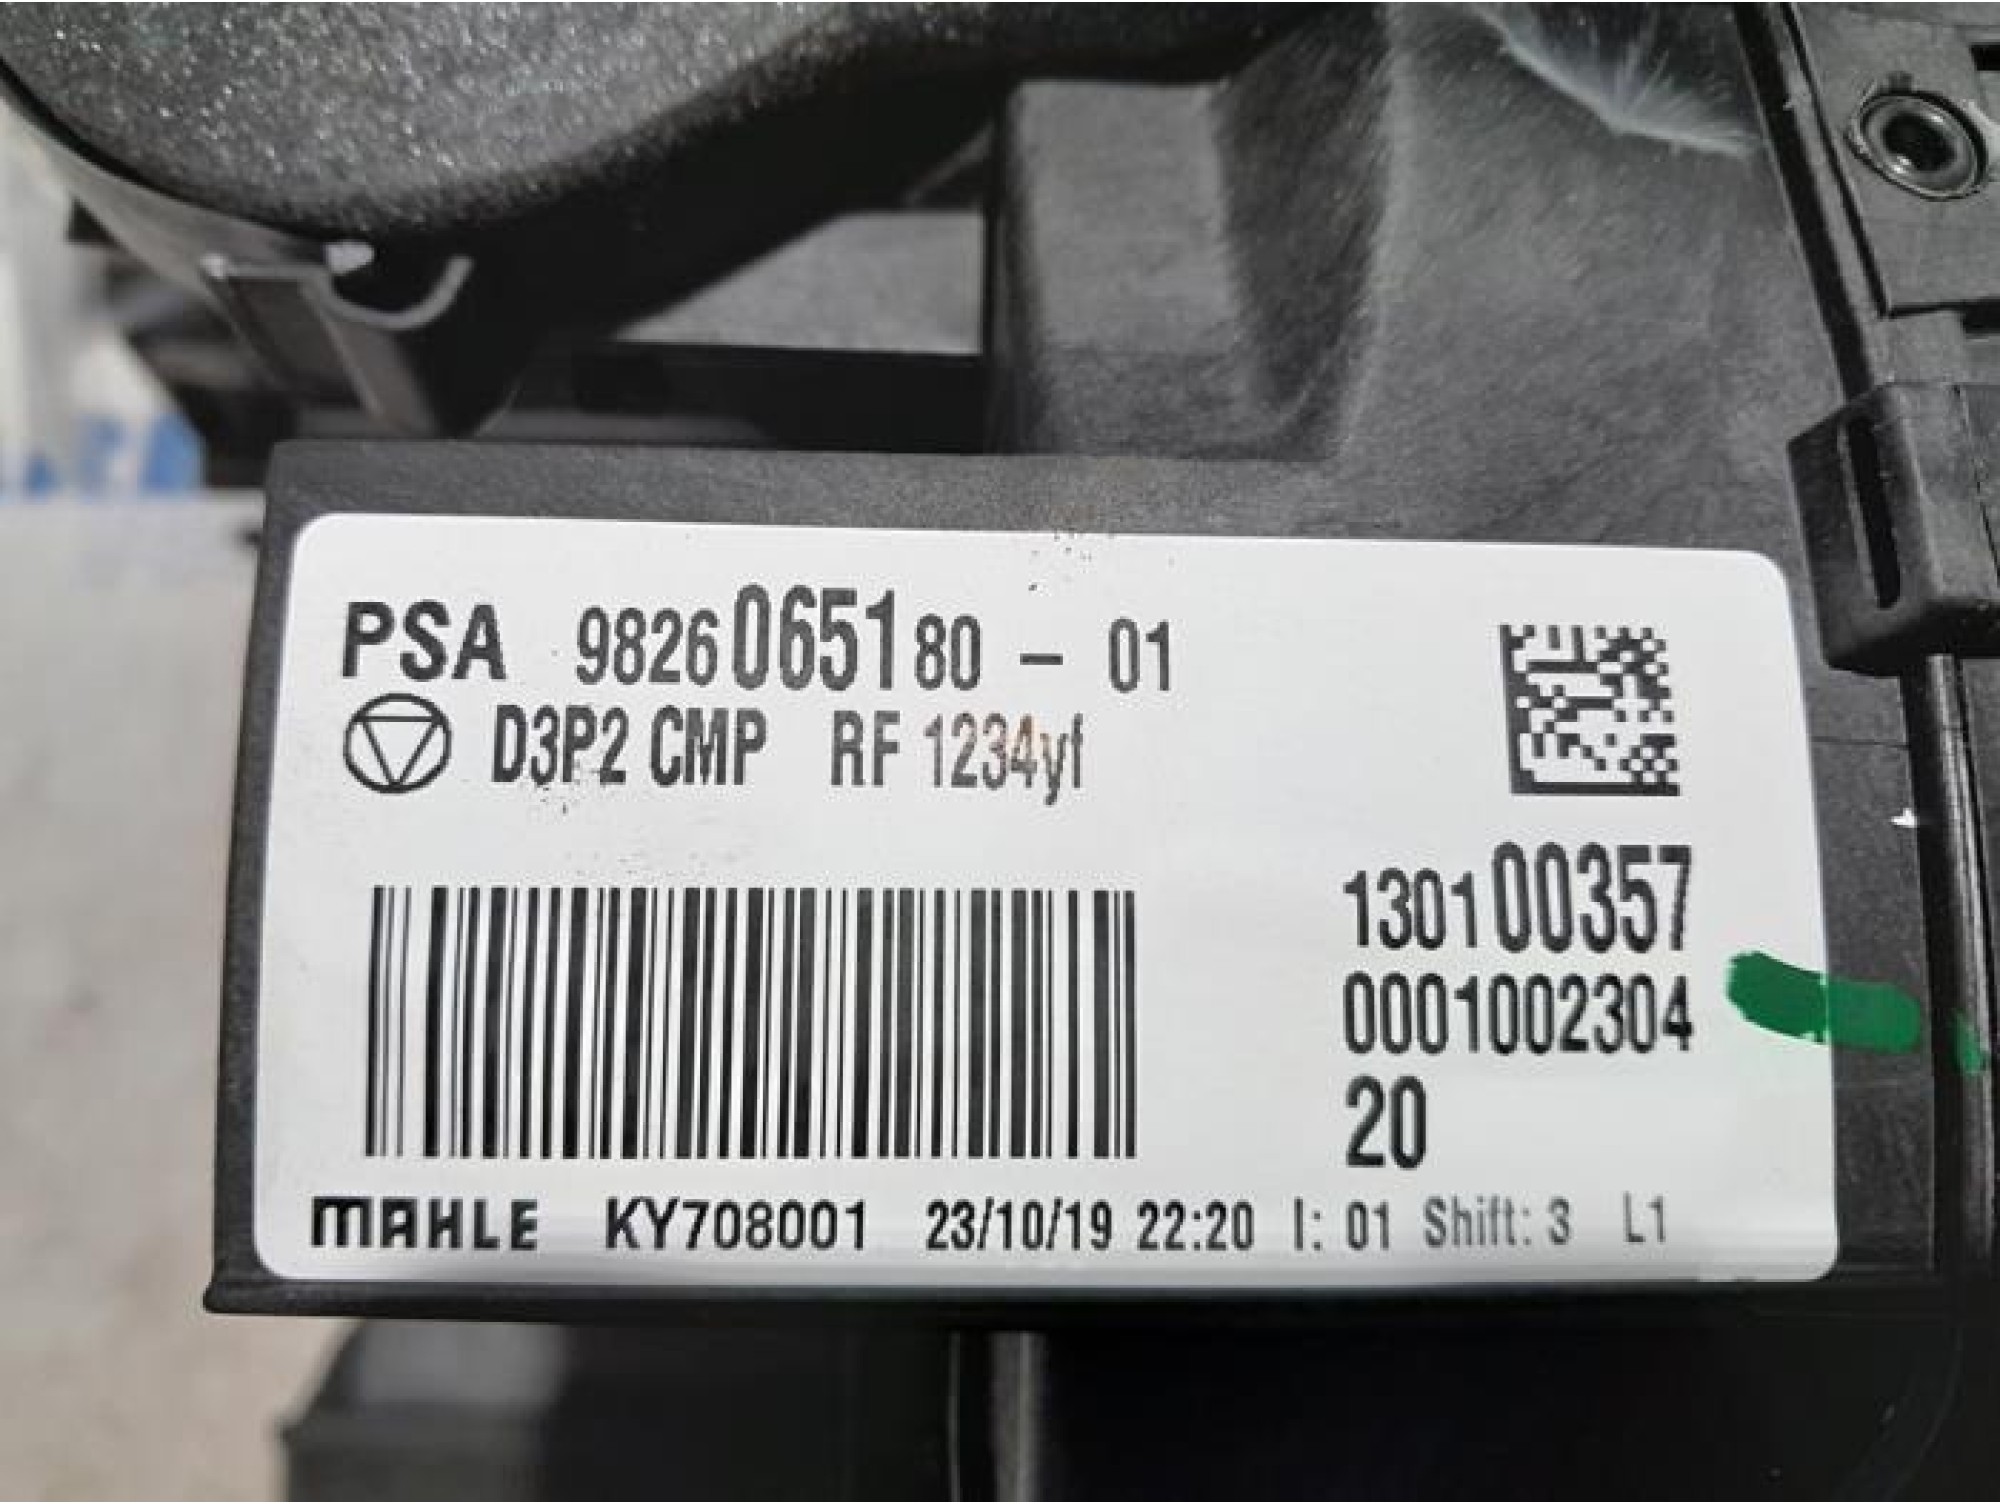 PSA 9826065180 - 01
D3P2 CMP RF 1234yf
130100357
0001002304
20
MAHLE KY708001 23/10/19 22:20 I: 01 Shift: 3 L1